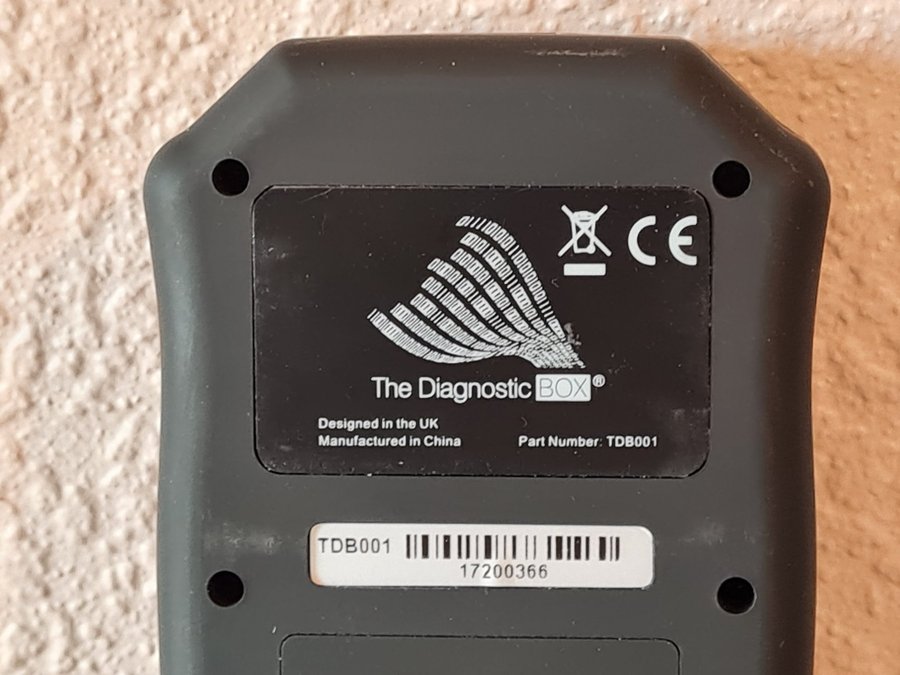 CE
The Diagnostic BOX®
Designed in the UK
Manufactured in China
Part Number: TDB001
TDB001
17200366